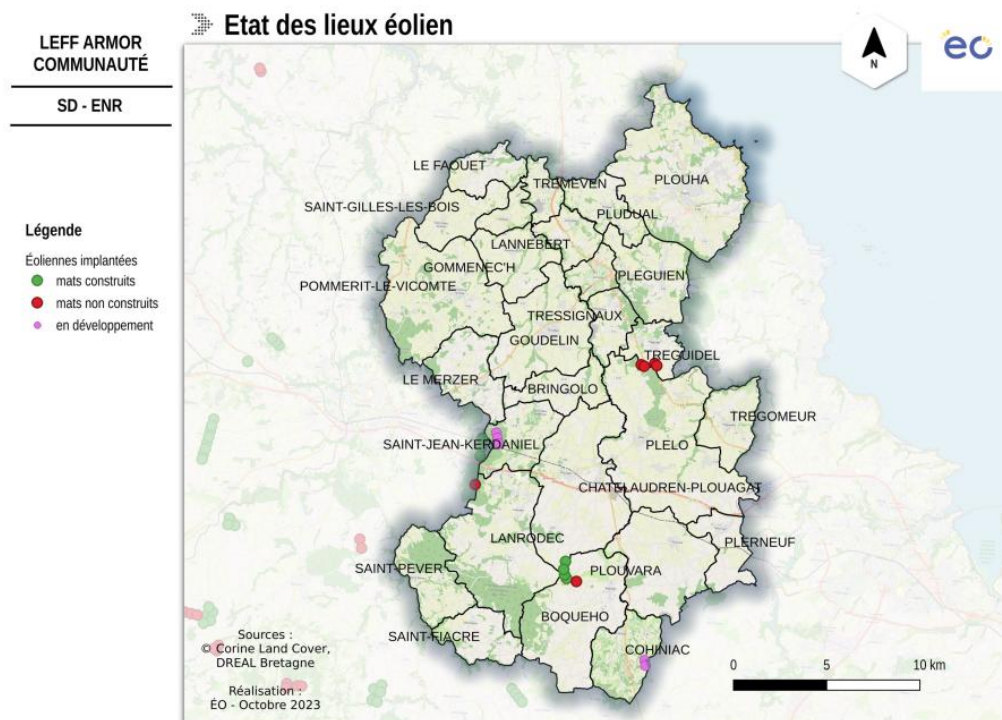 Etat des lieux éolien
LEFF ARMOR
COMMUNAUTÉ
SD - ENR
N
eo
Légende
Éoliennes implantées
mats construits
mats non construits
en développement
LE FAOUET
TREMEVEN
PLOUHA
SAINT-GILLES-LES-BOIS
PLUDUAL
LANNEBERT
GOMMENEC'H
PLEGUIEN
POMMERIT-LE-VICOMTE
TRESSIGNAUX
GOUDELIN
TREGUIDEL
LE MERZER
BRINGOLO
TREGOMEUR
SAINT-JEAN-KERDANIEL
PLELO
CHATELAUDREN-PLOUAGAT
LANRODEC
PLERNEUF
SAINT-PEVER
PLOUVARA
BOQUEHO
SAINT-FIACRE
COHINIAC
Sources :
© Corine Land Cover,
DREAL Bretagne
Réalisation :
ÉO - Octobre 2023
0 5 10 km